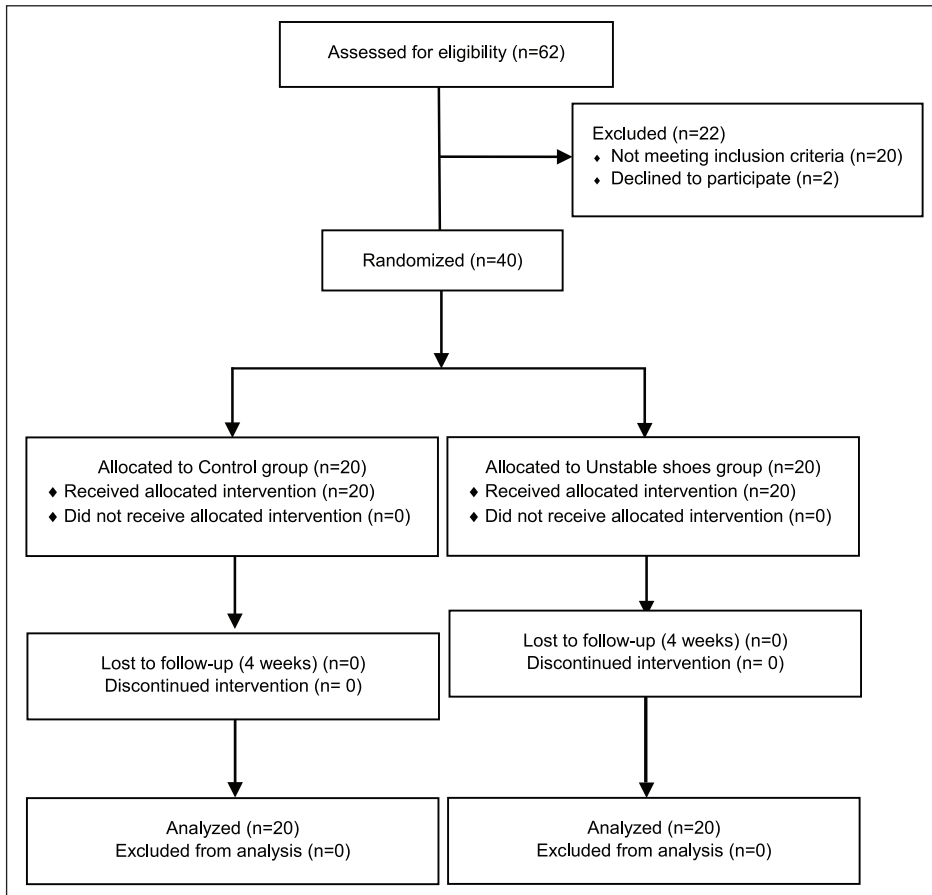 Assessed for eligibility (n=62)
Excluded (n=22)
♦ Not meeting inclusion criteria (n=20)
♦ Declined to participate (n=2)
Randomized (n=40)
Allocated to Control group (n=20)
♦ Received allocated intervention (n=20)
♦ Did not receive allocated intervention (n=0)
Allocated to Unstable shoes group (n=20)
♦ Received allocated intervention (n=20)
♦ Did not receive allocated intervention (n=0)
Lost to follow-up (4 weeks) (n=0)
Discontinued intervention (n= 0)
Lost to follow-up (4 weeks) (n=0)
Discontinued intervention (n= 0)
Analyzed (n=20)
Excluded from analysis (n=0)
Analyzed (n=20)
Excluded from analysis (n=0)